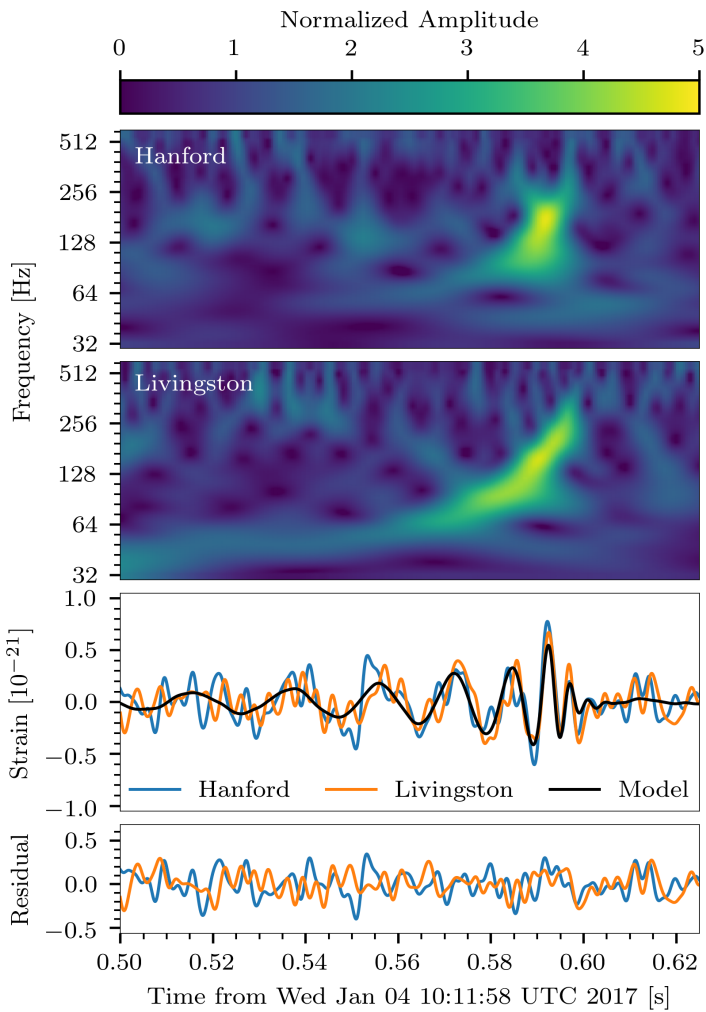 Normalized Amplitude
0 1 2 3 4 5
Hanford
512
256
128
64
32
Frequency [Hz]
Livingston
512
256
128
64
32
Strain [10⁻²¹]
1.0
0.5
0.0
−0.5
−1.0
Hanford Livingston Model
Residual
0.5
0.0
−0.5
0.50 0.52 0.54 0.56 0.58 0.60 0.62
Time from Wed Jan 04 10:11:58 UTC 2017 [s]